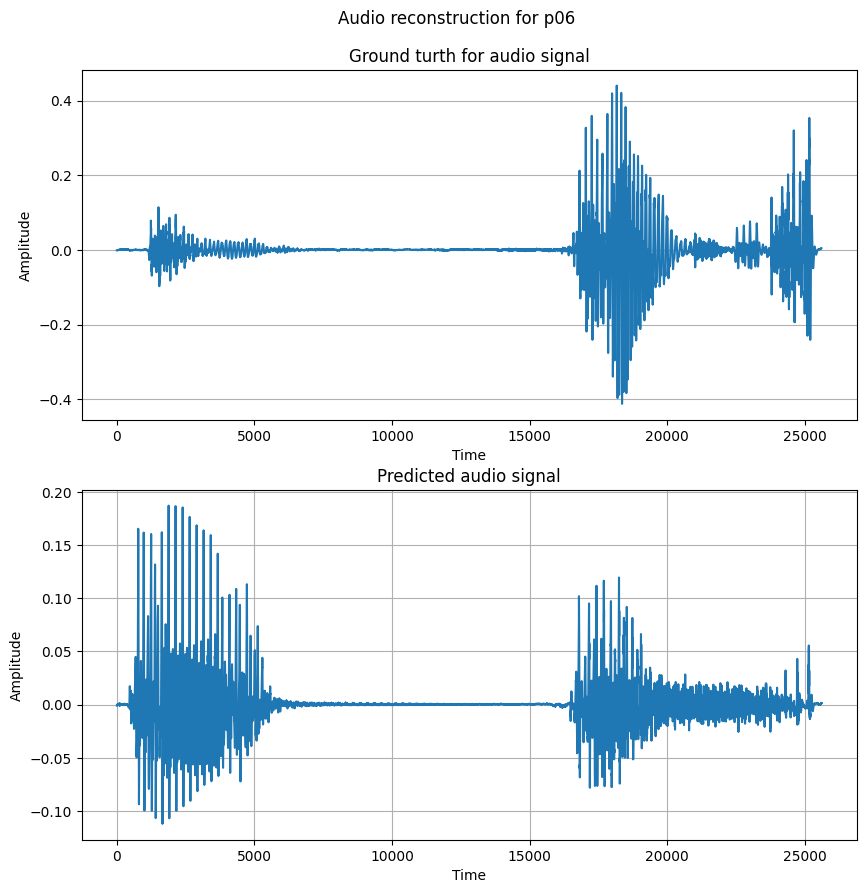 Audio reconstruction for p06
Ground turth for audio signal
0.4
0.2
0.0
−0.2
−0.4
Amplitude
0 5000 10000 15000 20000 25000
Time
Predicted audio signal
0.20
0.15
0.10
0.05
0.00
−0.05
−0.10
Amplitude
0 5000 10000 15000 20000 25000
Time